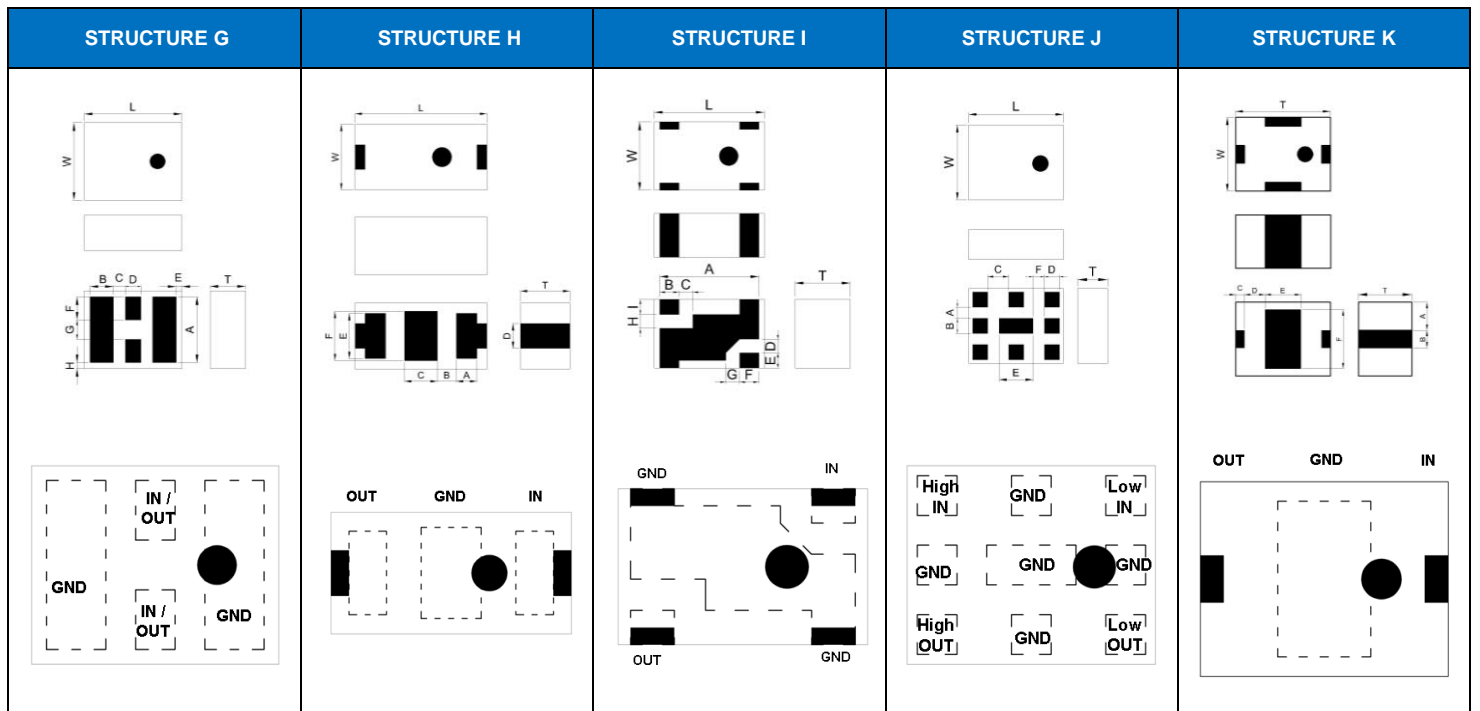 STRUCTURE G
STRUCTURE H
STRUCTURE I
STRUCTURE J
STRUCTURE K
L
W
B C D
E
T
F
G
H
A
IN /
OUT
GND
IN /
OUT
GND
L
W
T
F
E
D
C
B
A
OUT GND IN
L
W
A
B C
T
I
H
D
E
G F
GND
IN
OUT
GND
L
W
C
F D
T
A
B
E
High
IN
GND
Low
IN
GND
GND
GND
High
OUT
GND
Low
OUT
T
W
C D E
T
A
B
F
OUT GND IN